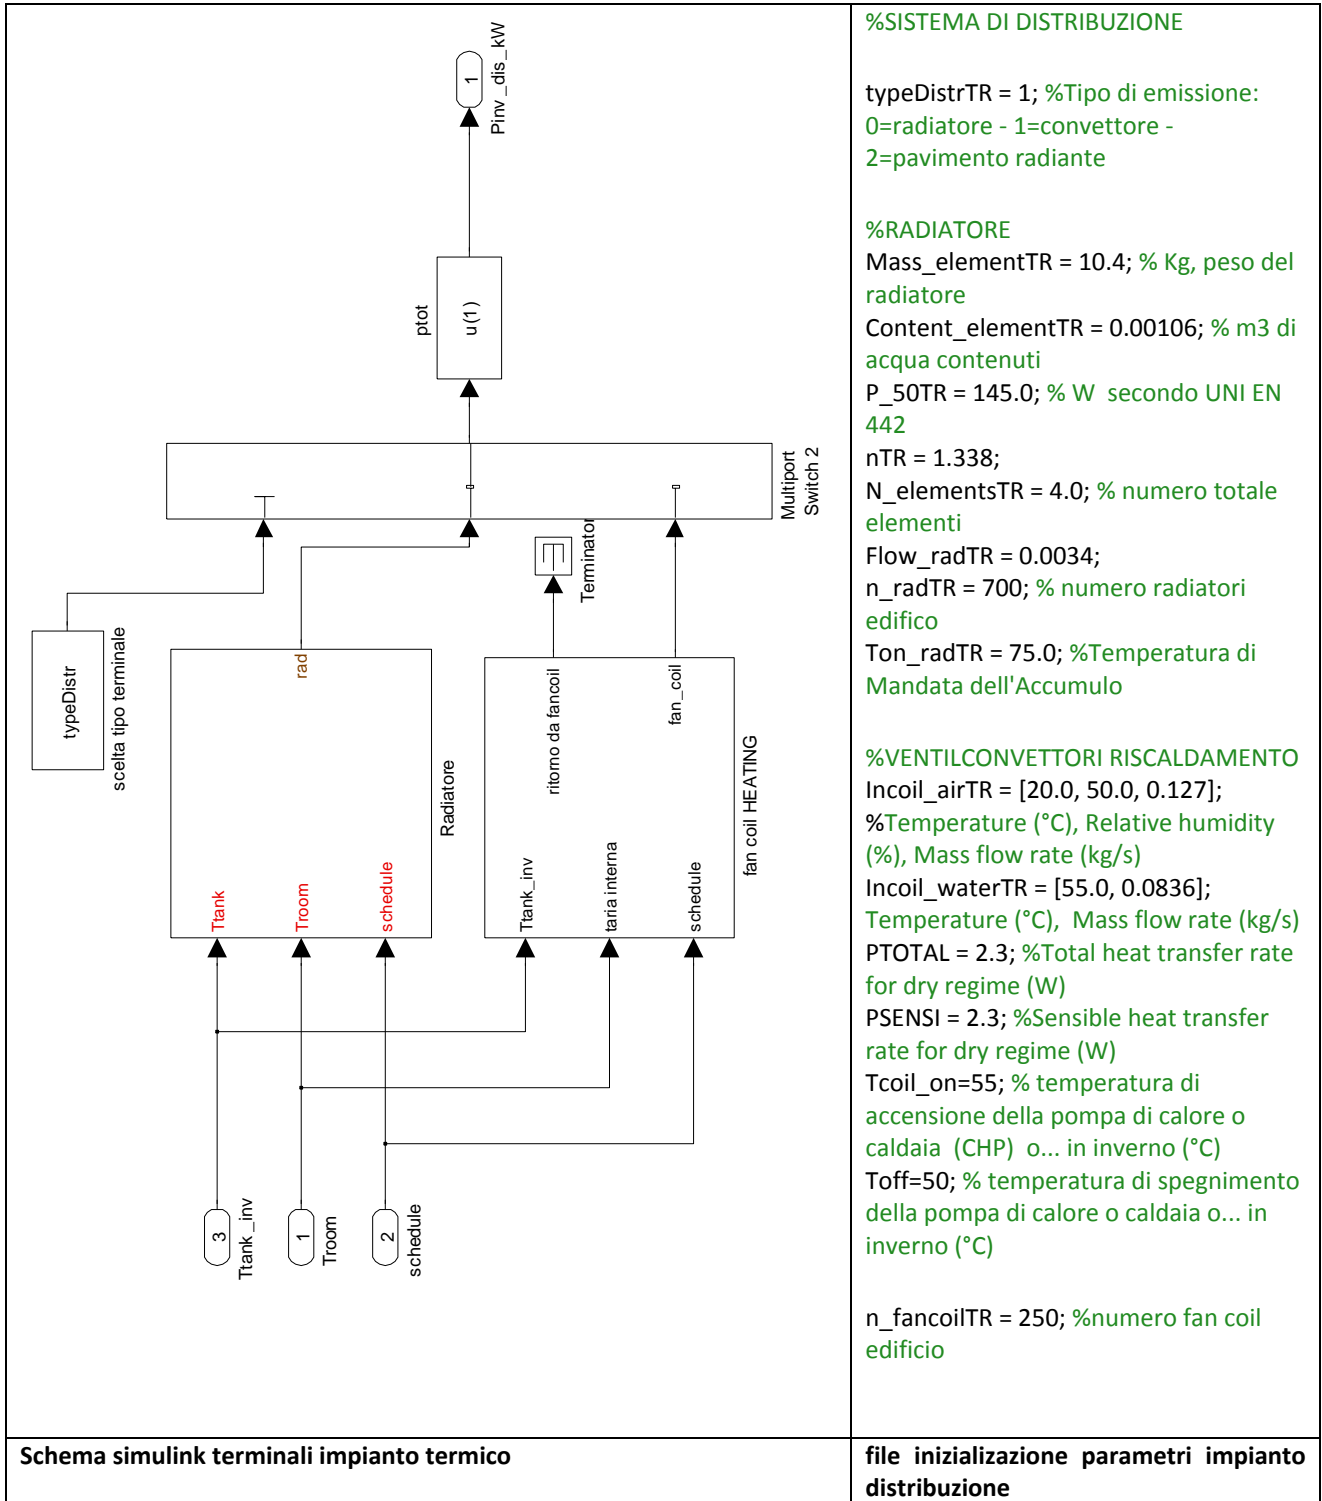 1
Pinv _dis _kW
ptot
u(1)
Multiport
Switch 2
Terminator
typeDistr
scelta tipo terminale
rad
Ttank
Troom
schedule
Radiatore
ritorno da fancoil
fan_coil
Ttank_inv
taria interna
schedule
fan coil HEATING
3
Ttank _inv
1
Troom
2
schedule
%SISTEMA DI DISTRIBUZIONE
typeDistrTR = 1; %Tipo di emissione:
0=radiatore - 1=convettore -
2=pavimento radiante
%RADIATORE
Mass_elementTR = 10.4; % Kg, peso del
radiatore
Content_elementTR = 0.00106; % m3 di
acqua contenuti
P_50TR = 145.0; % W  secondo UNI EN
442
nTR = 1.338;
N_elementsTR = 4.0; % numero totale
elementi
Flow_radTR = 0.0034;
n_radTR = 700; % numero radiatori
edifico
Ton_radTR = 75.0; %Temperatura di
Mandata dell'Accumulo
%VENTILCONVETTORI RISCALDAMENTO
Incoil_airTR = [20.0, 50.0, 0.127];
%Temperature (°C), Relative humidity
(%), Mass flow rate (kg/s)
Incoil_waterTR = [55.0, 0.0836];
Temperature (°C),  Mass flow rate (kg/s)
PTOTAL = 2.3; %Total heat transfer rate
for dry regime (W)
PSENSI = 2.3; %Sensible heat transfer
rate for dry regime (W)
Tcoil_on=55; % temperatura di
accensione della pompa di calore o
caldaia  (CHP)  o... in inverno (°C)
Toff=50; % temperatura di spegnimento
della pompa di calore o caldaia o... in
inverno (°C)
n_fancoilTR = 250; %numero fan coil
edificio
Schema simulink terminali impianto termico
file inizializazione parametri impianto
distribuzione